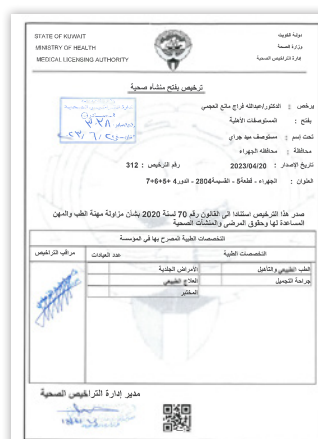 STATE OF KUWAIT
MINISTRY OF HEALTH
MEDICAL LICENSING AUTHORITY
دولة الكويت
وزارة الصحة
إدارة التراخيص الصحية
ترخيص بفتح منشأه صحية
يرخص : الدكتور/عبدالله فراج مانع العجمي
يفتح : المستوصفات الأهلية
تحت إسم : مستوصف ميد جراي
محافظة : محافظه الجهراء
تاريخ الإصدار : 2023/04/20 رقم الترخيص : 312
العنوان : الجهراء - قطعة5 - القسيمة2804 - الدور4 +5+6+7
صدر هذا الترخيص استنادا الى القانون رقم 70 لسنة 2020 بشأن مزاولة مهنة الطب والمهن
المساعدة لها وحقوق المرضى والمنشآت الصحية
التخصصات الطبية المصرح بها في المؤسسة
التخصصات الطبية
عدد العيادات
مراقب التراخيص
الطب الطبيعي والتاهيل
الأمراض الجلدية
جراحة التجميل
العلاج الطبيعي
المختبر
مدير إدارة التراخيص الصحية